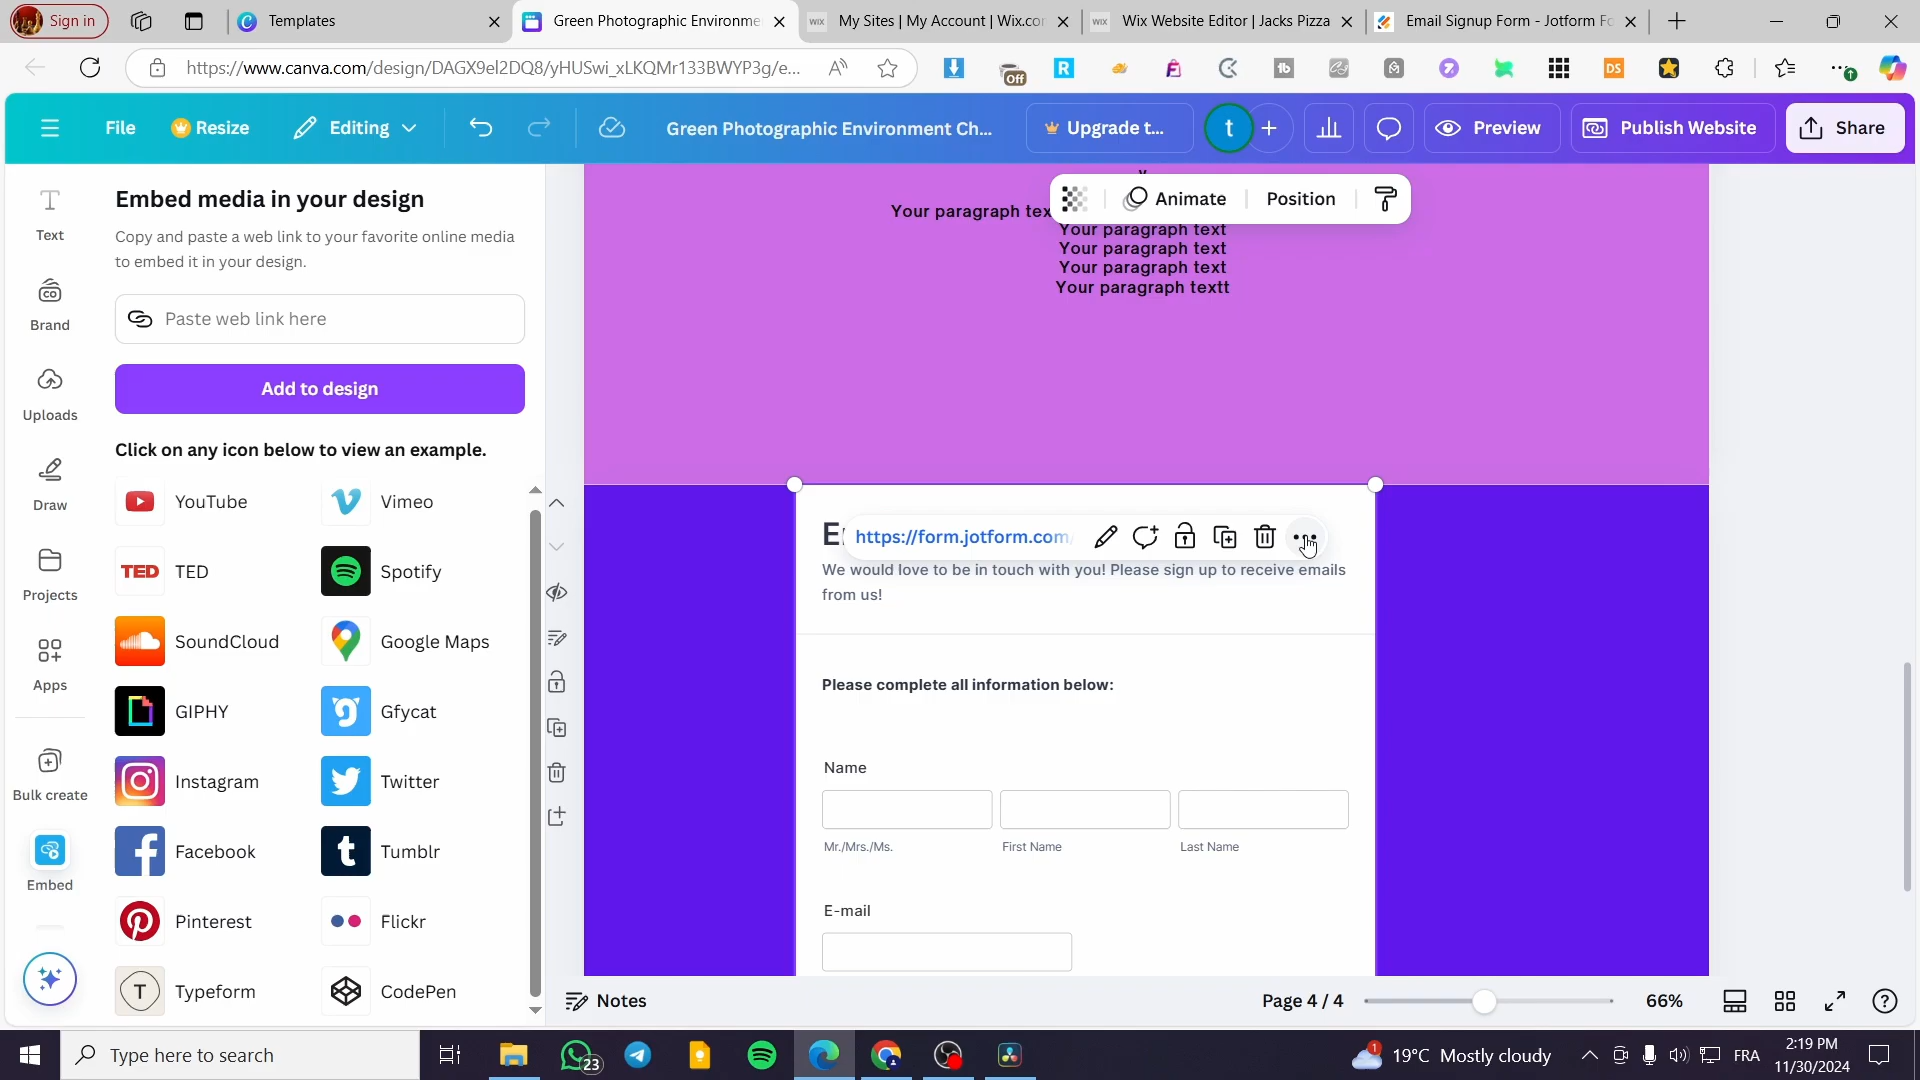 Sign in
Templates
Green Photographic Environme
My Sites | My Account | Wix.co
Wix Website Editor | Jacks Pizza
Email Signup Form - Jotform Fo
https://www.canva.com/design/DAGX9el2DQ8/yHUSwi_xLKQMr133BWYP3g/e...
Off
File
Resize
Editing
Green Photographic Environment Ch...
Upgrade t...
t
Preview
Publish Website
Share
Text
Brand
Uploads
Draw
Projects
Apps
Bulk create
Embed
Embed media in your design
Copy and paste a web link to your favorite online media
to embed it in your design.
Paste web link here
Add to design
Click on any icon below to view an example.
YouTube
Vimeo
TED
TED
Spotify
SoundCloud
Google Maps
GIPHY
Gfycat
Instagram
Twitter
Facebook
Tumblr
Pinterest
Flickr
T
Typeform
CodePen
Animate
Position
Your paragraph tex
Your paragraph text
Your paragraph text
Your paragraph text
Your paragraph textt
https://form.jotform.com/
We would love to be in touch with you! Please sign up to receive emails
from us!
Please complete all information below:
Name
Mr./Mrs./Ms.
First Name
Last Name
E-mail
Notes
Page 4 / 4
66%
Type here to search
23
1
19°C Mostly cloudy
FRA
2:19 PM
11/30/2024